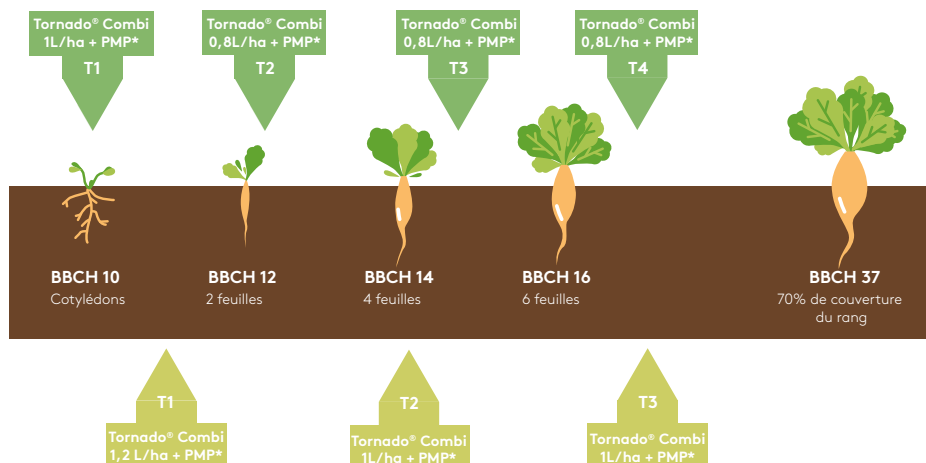 Tornado® Combi
1L/ha + PMP*
T1
Tornado® Combi
0,8L/ha + PMP*
T2
Tornado® Combi
0,8L/ha + PMP*
T3
Tornado® Combi
0,8L/ha + PMP*
T4
BBCH 10
Cotylédons
BBCH 12
2 feuilles
BBCH 14
4 feuilles
BBCH 16
6 feuilles
BBCH 37
70% de couverture
du rang
T1
Tornado® Combi
1,2 L/ha + PMP*
T2
Tornado® Combi
1L/ha + PMP*
T3
Tornado® Combi
1L/ha + PMP*